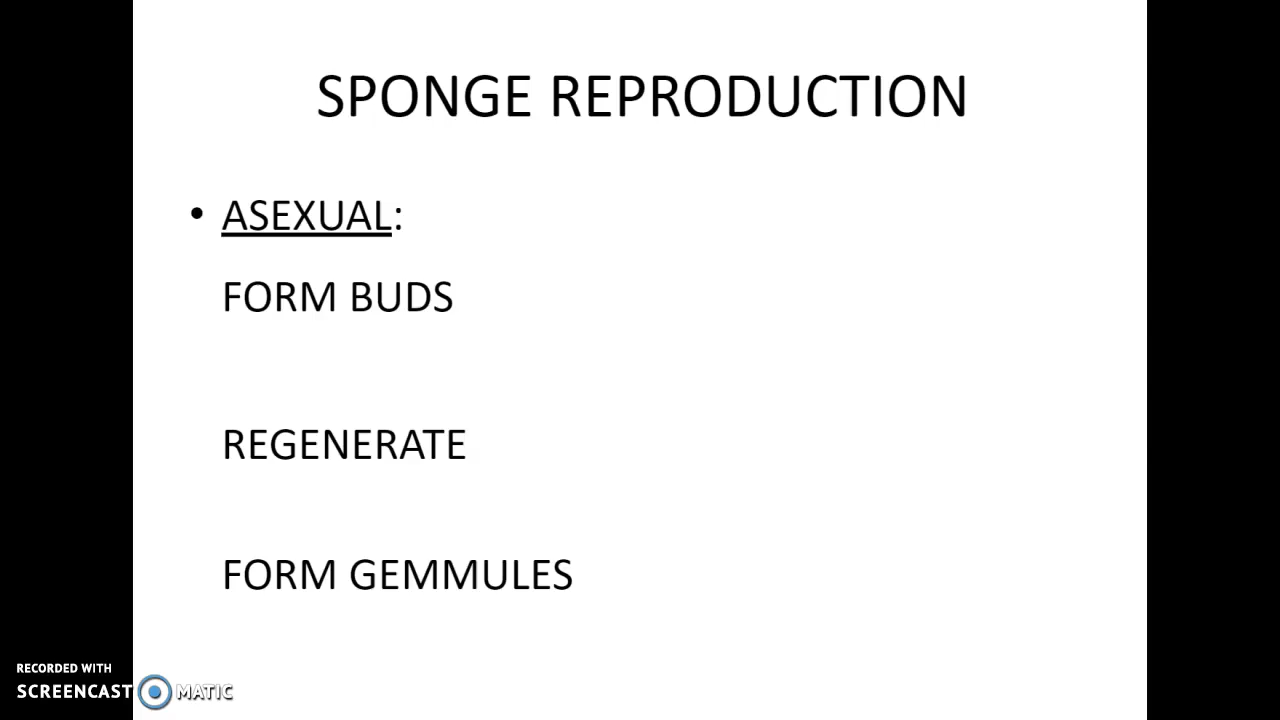 SPONGE REPRODUCTION
• ASEXUAL:
FORM BUDS
REGENERATE
FORM GEMMULES
RECORDED WITH
SCREENCAST MATIC